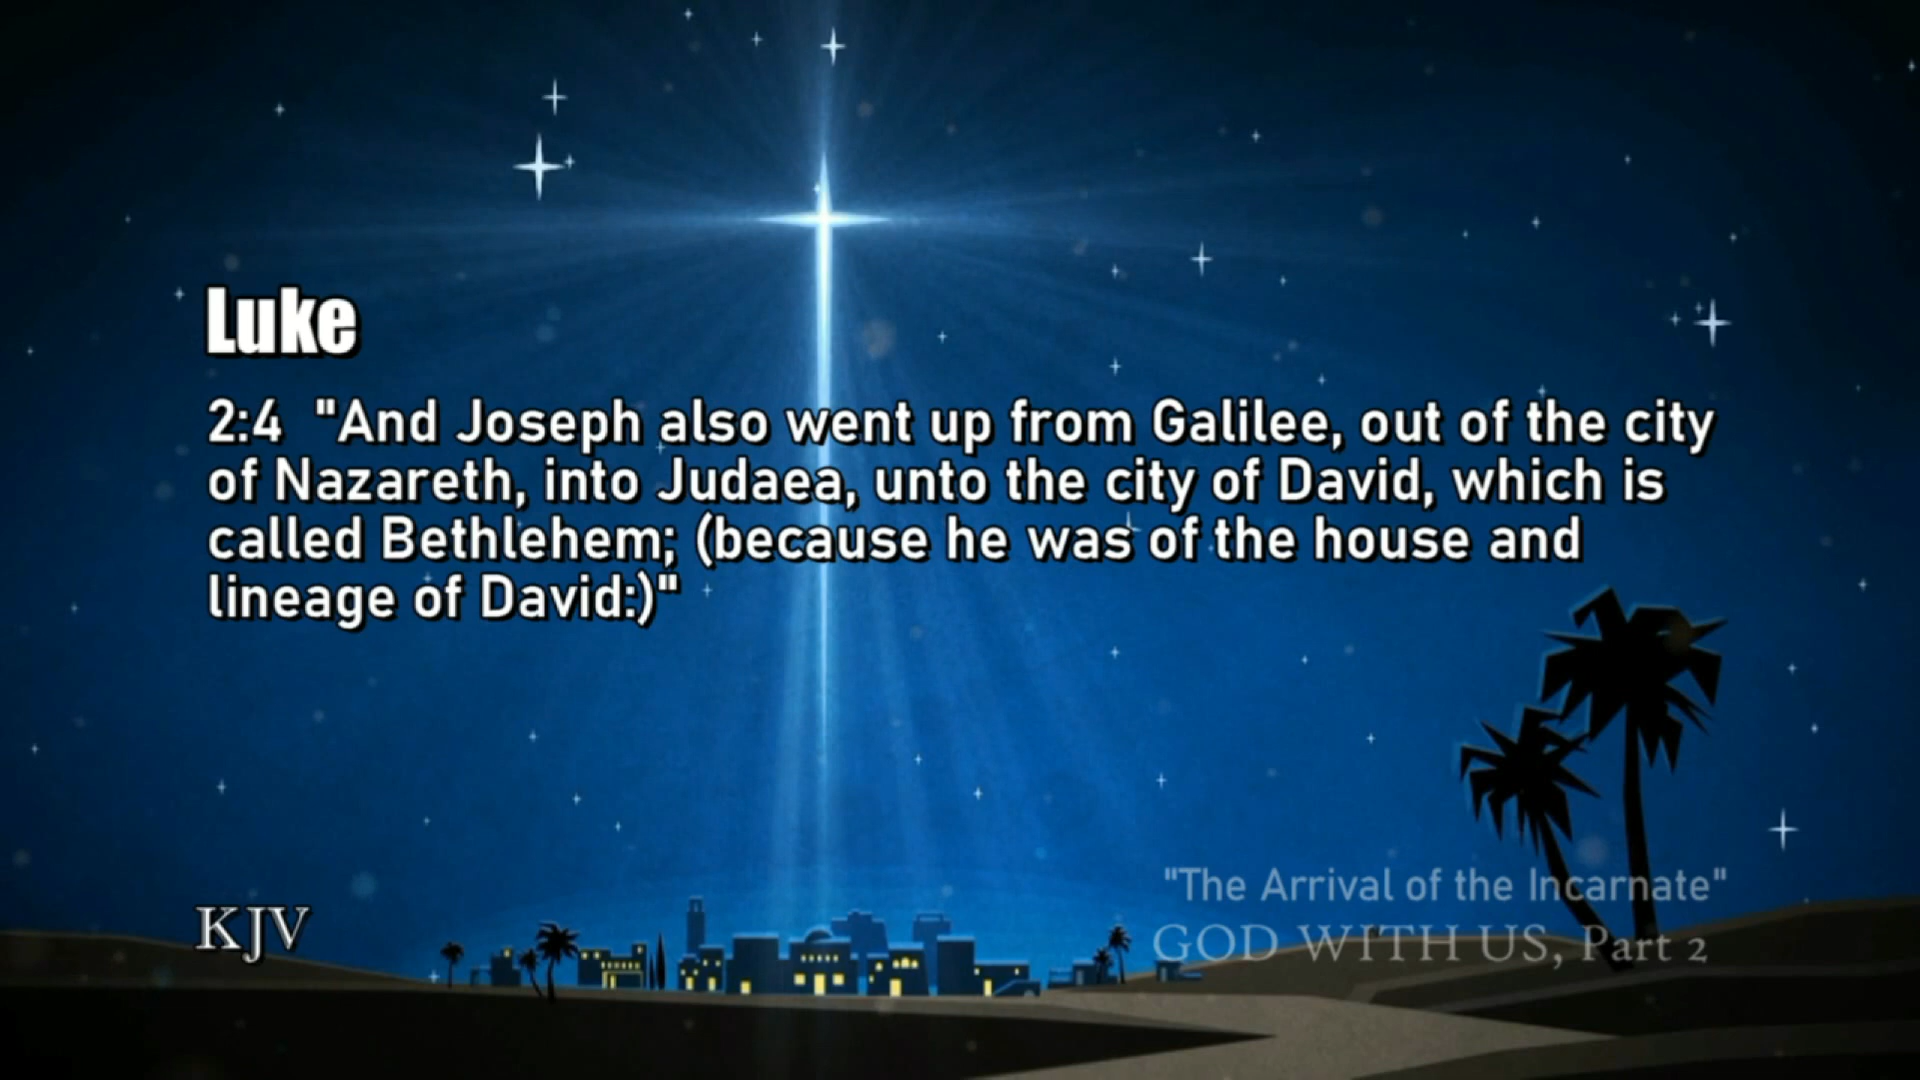 Luke
2:4 "And Joseph also went up from Galilee, out of the city
of Nazareth, into Judaea, unto the city of David, which is
called Bethlehem; (because he was of the house and
lineage of David:)"
"The Arrival of the Incarnate"
KJV
GOD WITH US, Part 2